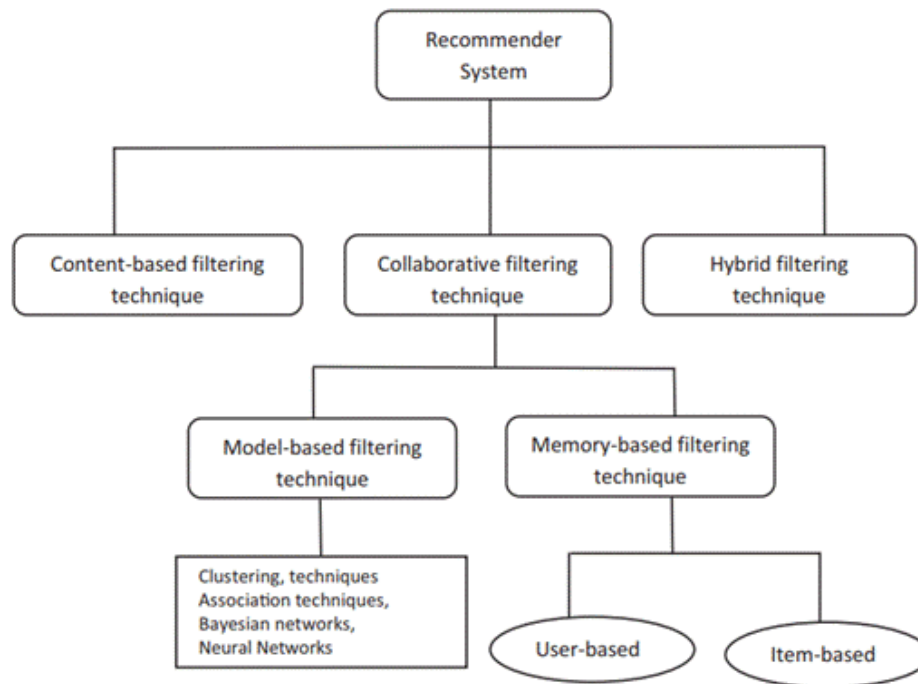 Recommender
System
Content-based filtering
technique
Collaborative filtering
technique
Hybrid filtering
technique
Model-based filtering
technique
Memory-based filtering
technique
Clustering, techniques
Association techniques,
Bayesian networks,
Neural Networks
User-based
Item-based